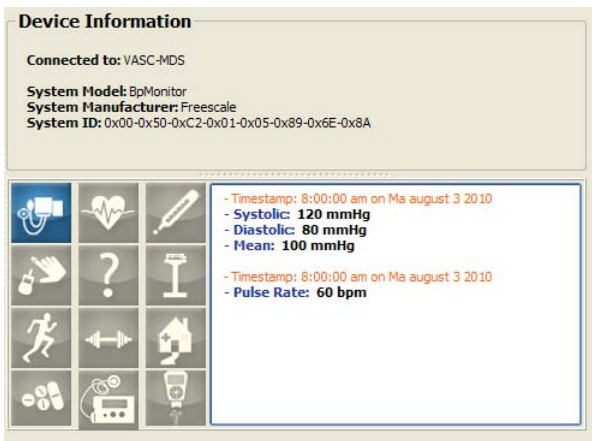 Device Information
Connected to: VASC-MDS
System Model: BpMonitor
System Manufacturer: Freescale
System ID: 0x00-0x50-0xC2-0x01-0x05-0x89-0x6E-0x8A
- Timestamp: 8:00:00 am on Ma august 3 2010
- Systolic: 120 mmHg
- Diastolic: 80 mmHg
- Mean: 100 mmHg
- Timestamp: 8:00:00 am on Ma august 3 2010
- Pulse Rate: 60 bpm
?